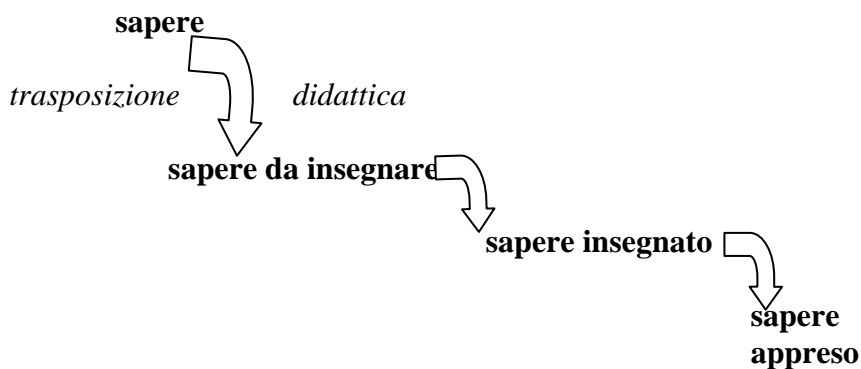 sapere
trasposizione didattica
sapere da insegnare
sapere insegnato
sapere
appreso